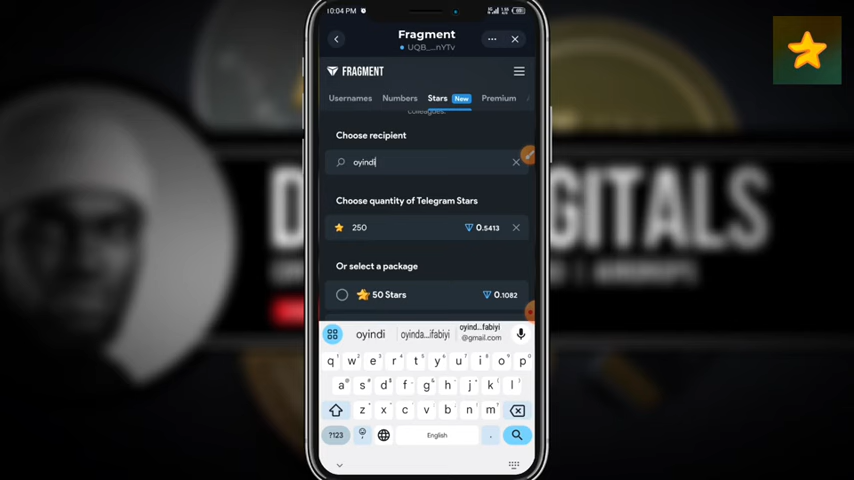 10:04 PM
Fragment
UQB_...nYTv
FRAGMENT
Usernames Numbers Stars New Premium
colleagues.
Choose recipient
oyindi
Choose quantity of Telegram Stars
250 0.5413
Or select a package
50 Stars 0.1082
oyindi oyinda...ifabiyi oyind...fabiyi
@gmail.com
q w e r t y u i o p
a s d f g h j k l
z x c v b n m
?123 English .
D GITALS